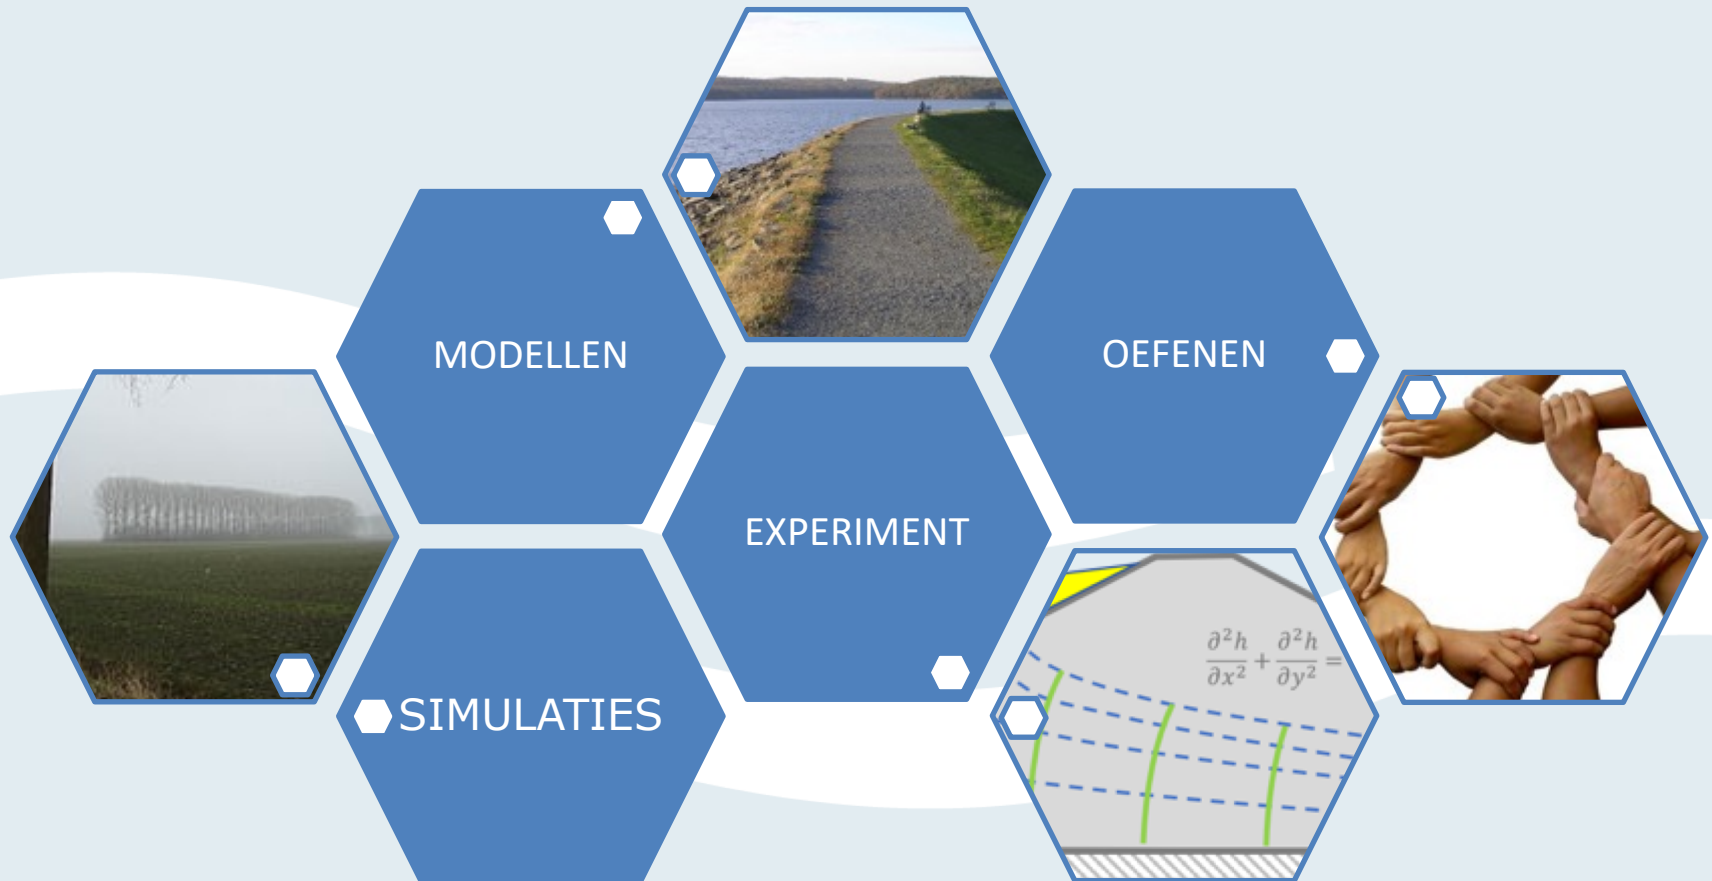 MODELLEN
OEFENEN
EXPERIMENT
SIMULATIES
∂²h/∂x² + ∂²h/∂y² =